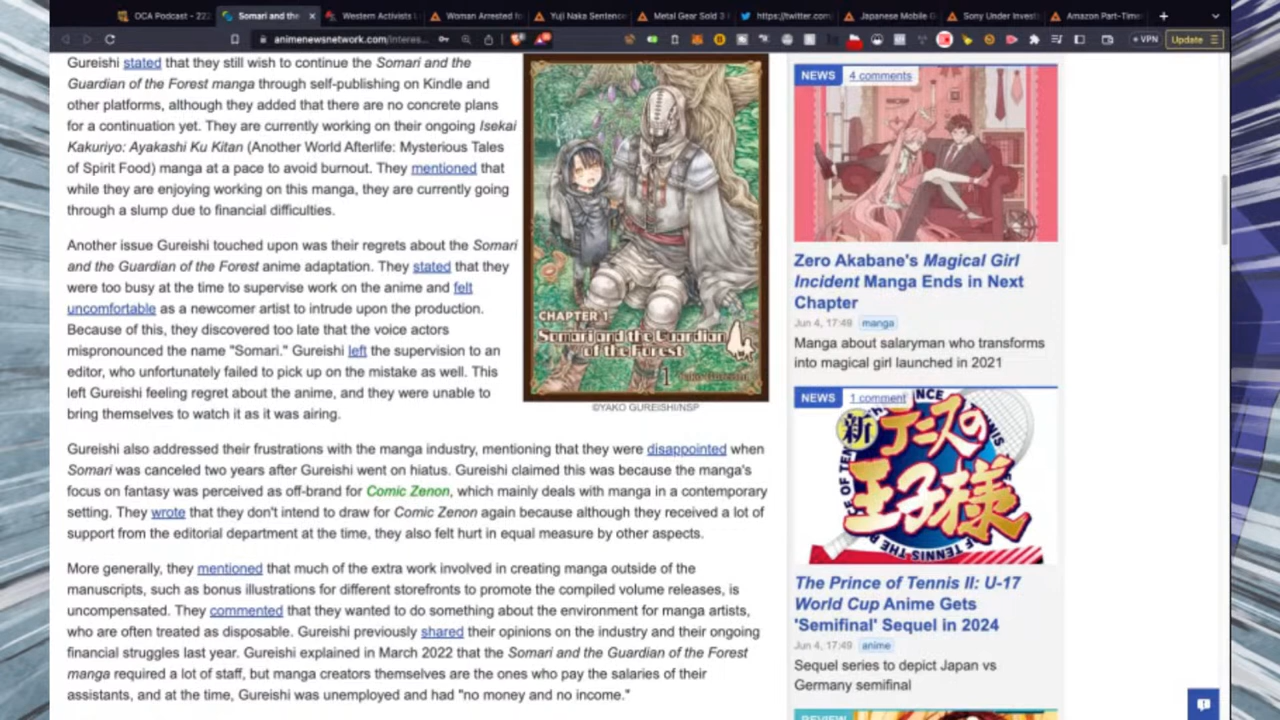 OCA Podcast - 222
Somari and the
Western Activists L
Woman Arrested f
Yuji Naka Sentenc
Metal Gear Sold 3
https://twitter.com
Japanese Mobile G
Sony Under Invest
Amazon Part-Time
animenewsnetwork.com/interes...
VPN
Update
Gureishi stated that they still wish to continue the Somari and the
Guardian of the Forest manga through self-publishing on Kindle and
other platforms, although they added that there are no concrete plans
for a continuation yet. They are currently working on their ongoing Isekai
Kakuriyo: Ayakashi Ku Kitan (Another World Afterlife: Mysterious Tales
of Spirit Food) manga at a pace to avoid burnout. They mentioned that
while they are enjoying working on this manga, they are currently going
through a slump due to financial difficulties.
Another issue Gureishi touched upon was their regrets about the Somari
and the Guardian of the Forest anime adaptation. They stated that they
were too busy at the time to supervise work on the anime and felt
uncomfortable as a newcomer artist to intrude upon the production.
Because of this, they discovered too late that the voice actors
mispronounced the name "Somari." Gureishi left the supervision to an
editor, who unfortunately failed to pick up on the mistake as well. This
left Gureishi feeling regret about the anime, and they were unable to
bring themselves to watch it as it was airing.
CHAPTER 1
Somari and the Guardian
of the Forest
1
©YAKO GUREISHI/NSP
Gureishi also addressed their frustrations with the manga industry, mentioning that they were disappointed when
Somari was canceled two years after Gureishi went on hiatus. Gureishi claimed this was because the manga's
focus on fantasy was perceived as off-brand for Comic Zenon, which mainly deals with manga in a contemporary
setting. They wrote that they don't intend to draw for Comic Zenon again because although they received a lot of
support from the editorial department at the time, they also felt hurt in equal measure by other aspects.
More generally, they mentioned that much of the extra work involved in creating manga outside of the
manuscripts, such as bonus illustrations for different storefronts to promote the compiled volume releases, is
uncompensated. They commented that they wanted to do something about the environment for manga artists,
who are often treated as disposable. Gureishi previously shared their opinions on the industry and their ongoing
financial struggles last year. Gureishi explained in March 2022 that the Somari and the Guardian of the Forest
manga required a lot of staff, but manga creators themselves are the ones who pay the salaries of their
assistants, and at the time, Gureishi was unemployed and had "no money and no income."
NEWS 4 comments
Zero Akabane's Magical Girl
Incident Manga Ends in Next
Chapter
Jun 4, 17:49 manga
Manga about salaryman who transforms
into magical girl launched in 2021
NEWS 1 comment
新テニスの
王子様
The Prince of Tennis II: U-17
World Cup Anime Gets
'Semifinal' Sequel in 2024
Jun 4, 17:49 anime
Sequel series to depict Japan vs
Germany semifinal
REVIEW